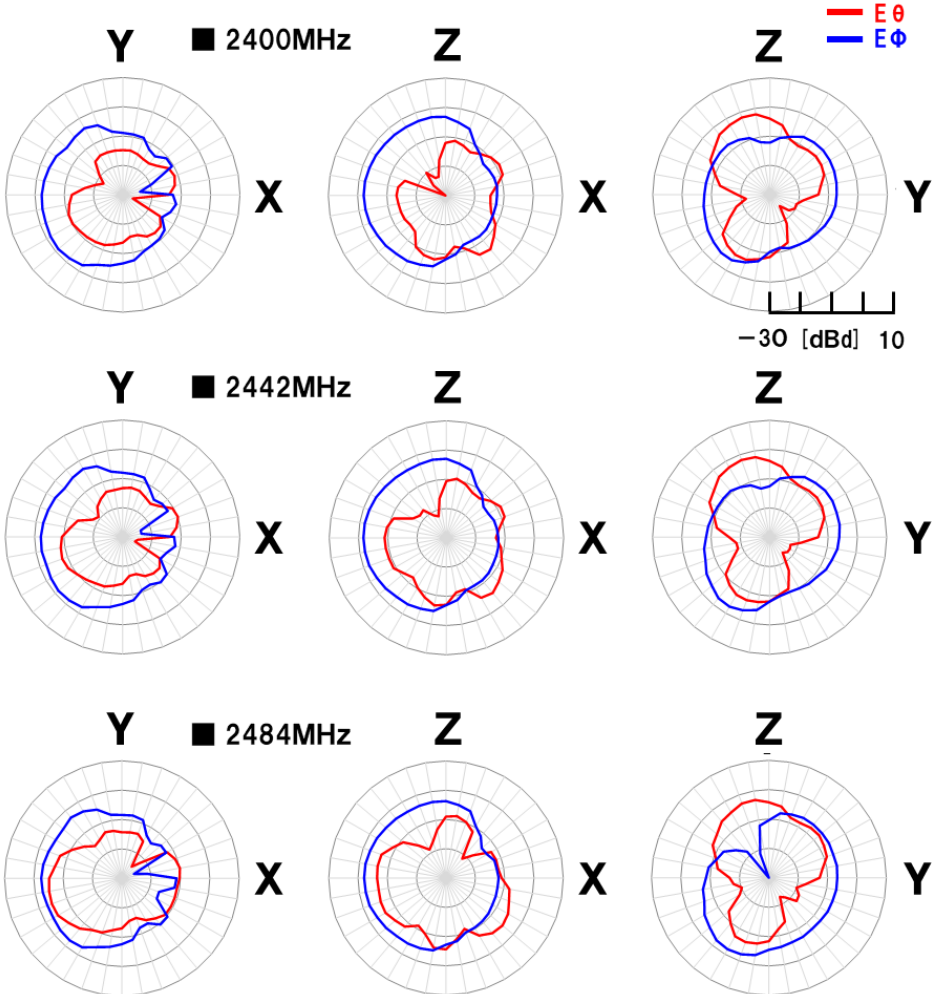 Eθ
EΦ
Y ■ 2400MHz Z Z
X X Y
−30 [dBd] 10
Y ■ 2442MHz Z Z
X X Y
Y ■ 2484MHz Z Z
X X Y